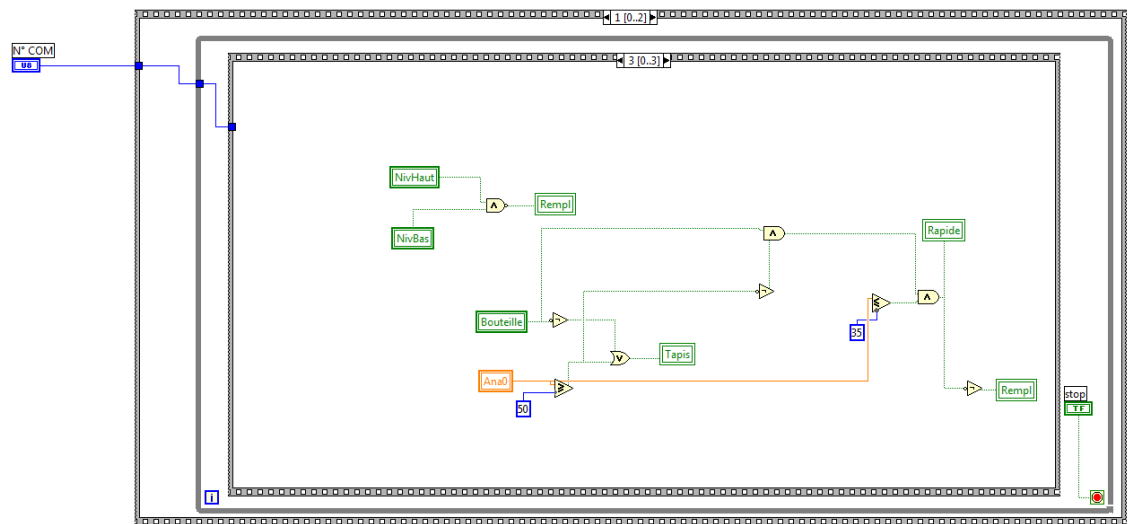 1 [0..2]
N° COM
U8
3 [0..3]
NivHaut
Rempl
NivBas
Rapide
Bouteille
35
Tapis
Ana0
50
Rempl
stop
TF
i